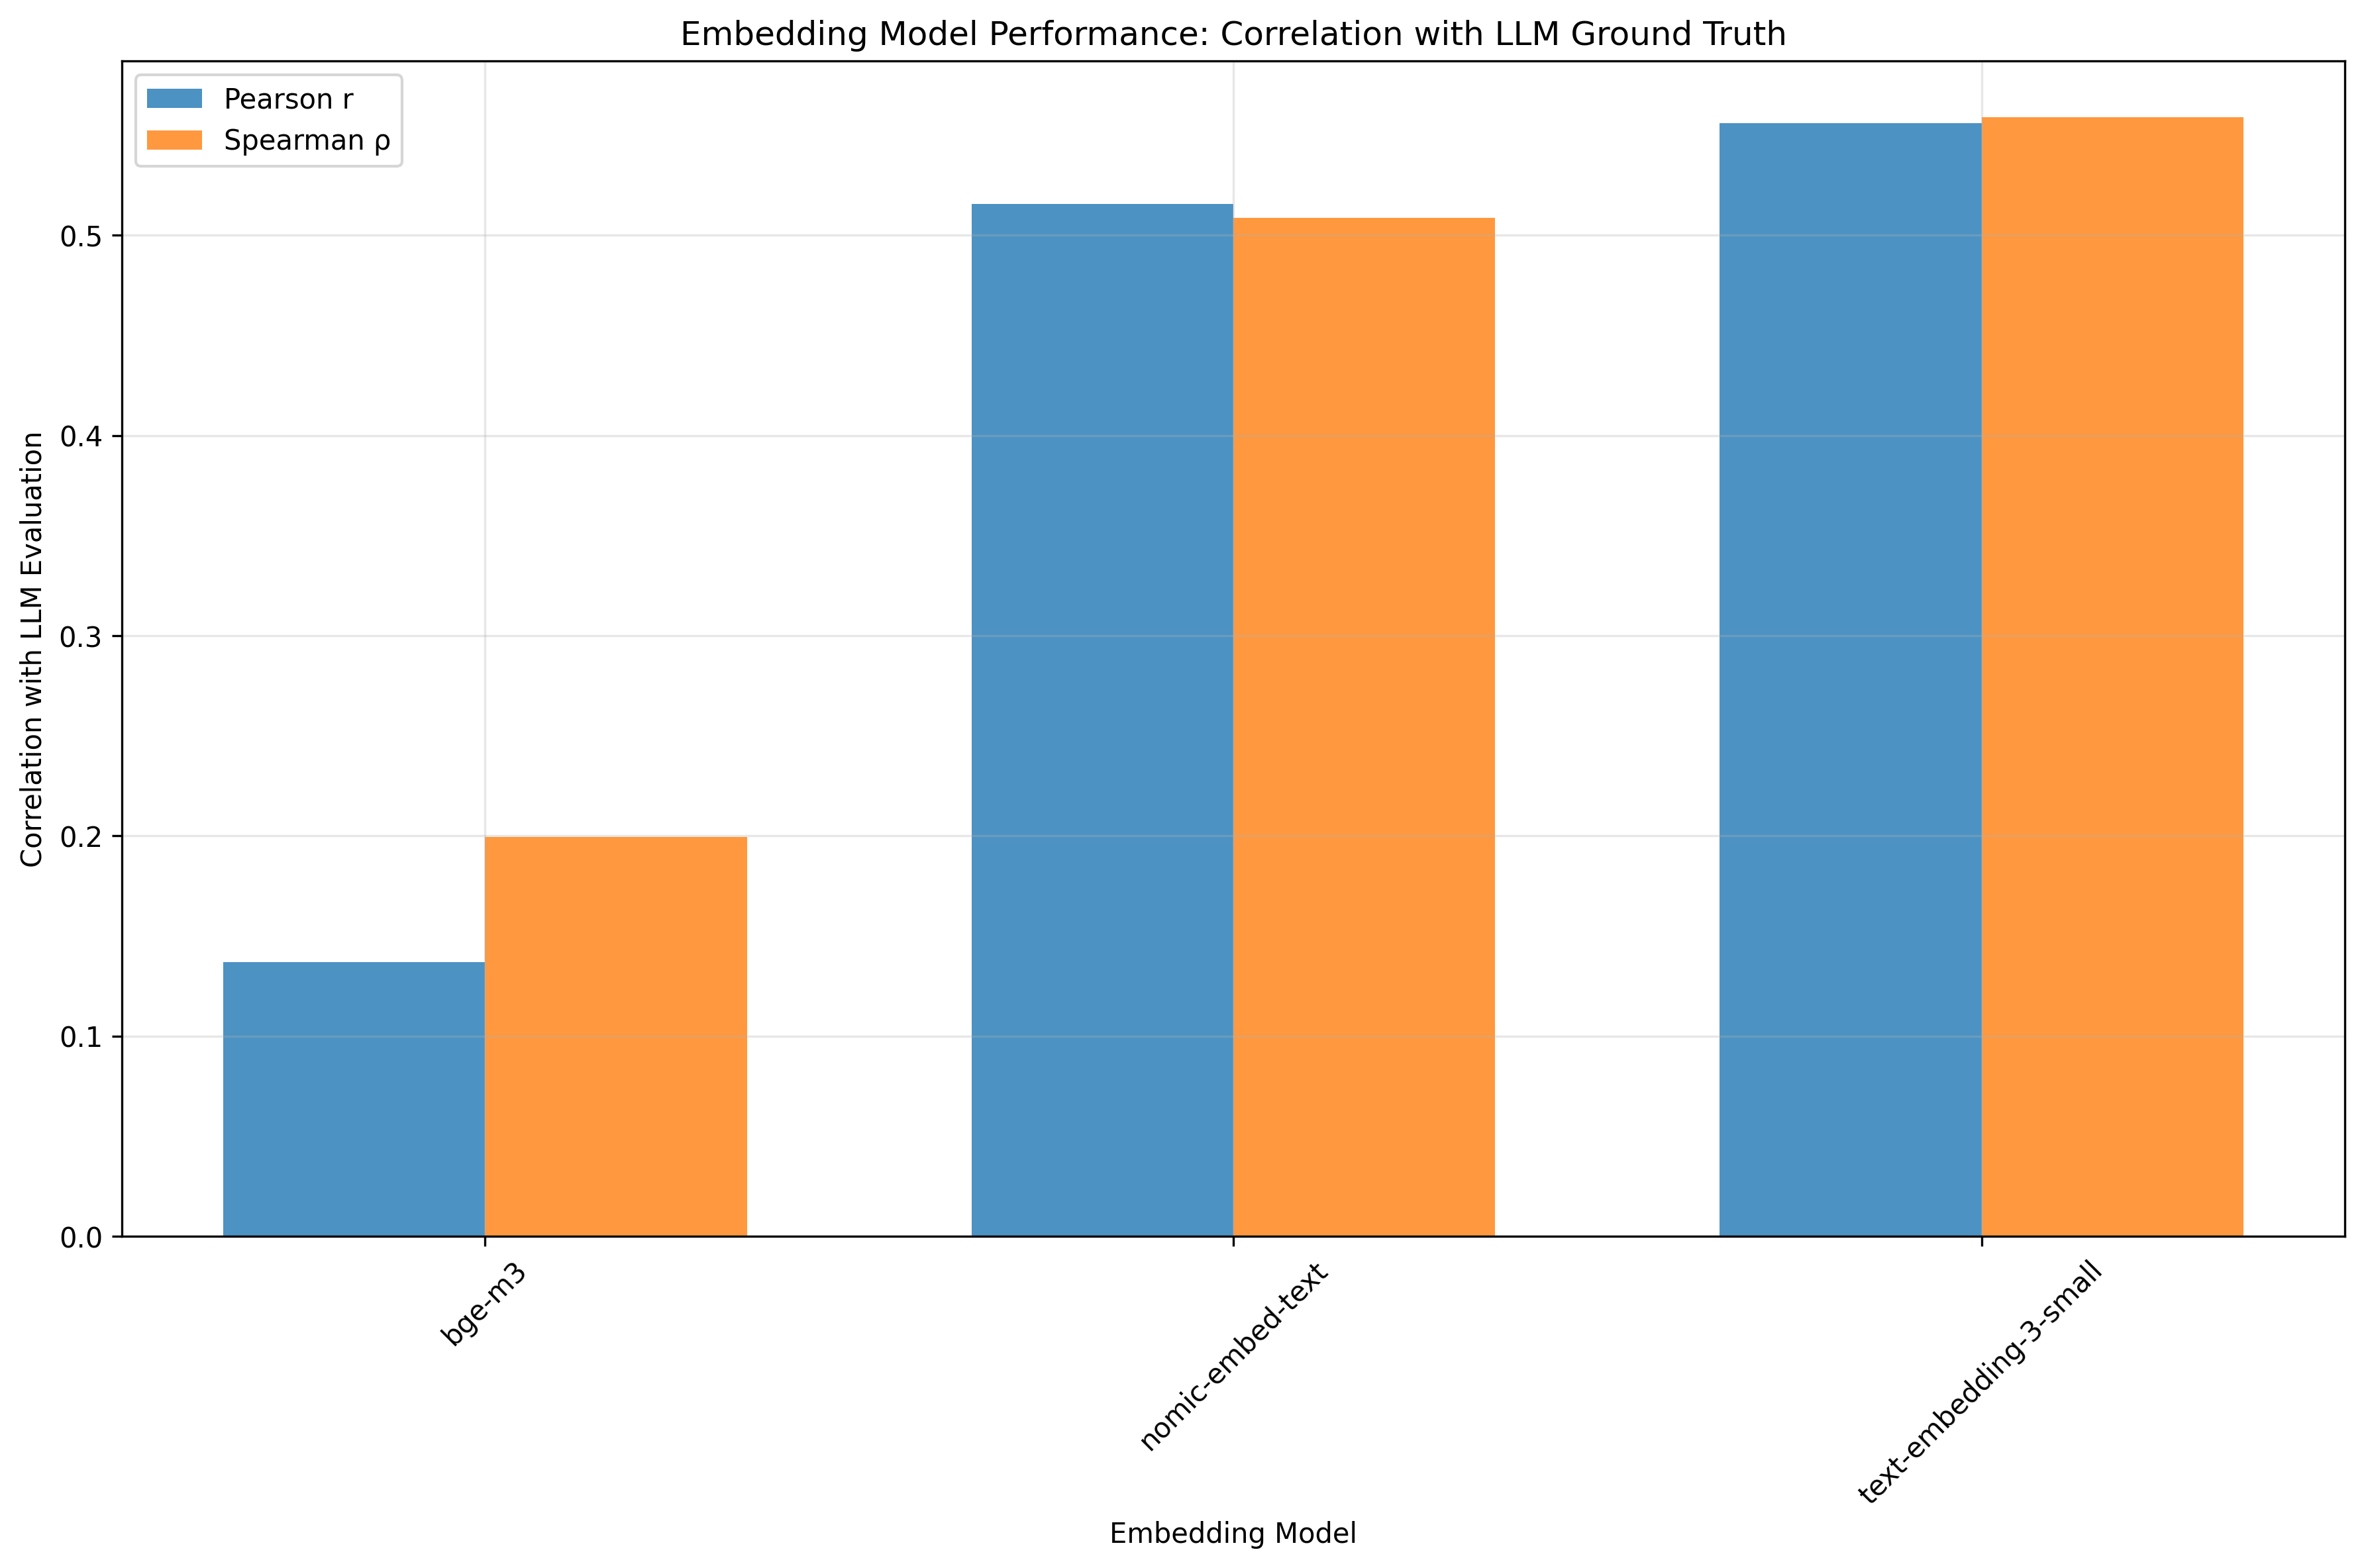 Embedding Model Performance: Correlation with LLM Ground Truth
Pearson r
Spearman ρ
Correlation with LLM Evaluation
0.5
0.4
0.3
0.2
0.1
0.0
bge-m3
nomic-embed-text
text-embedding-3-small
Embedding Model